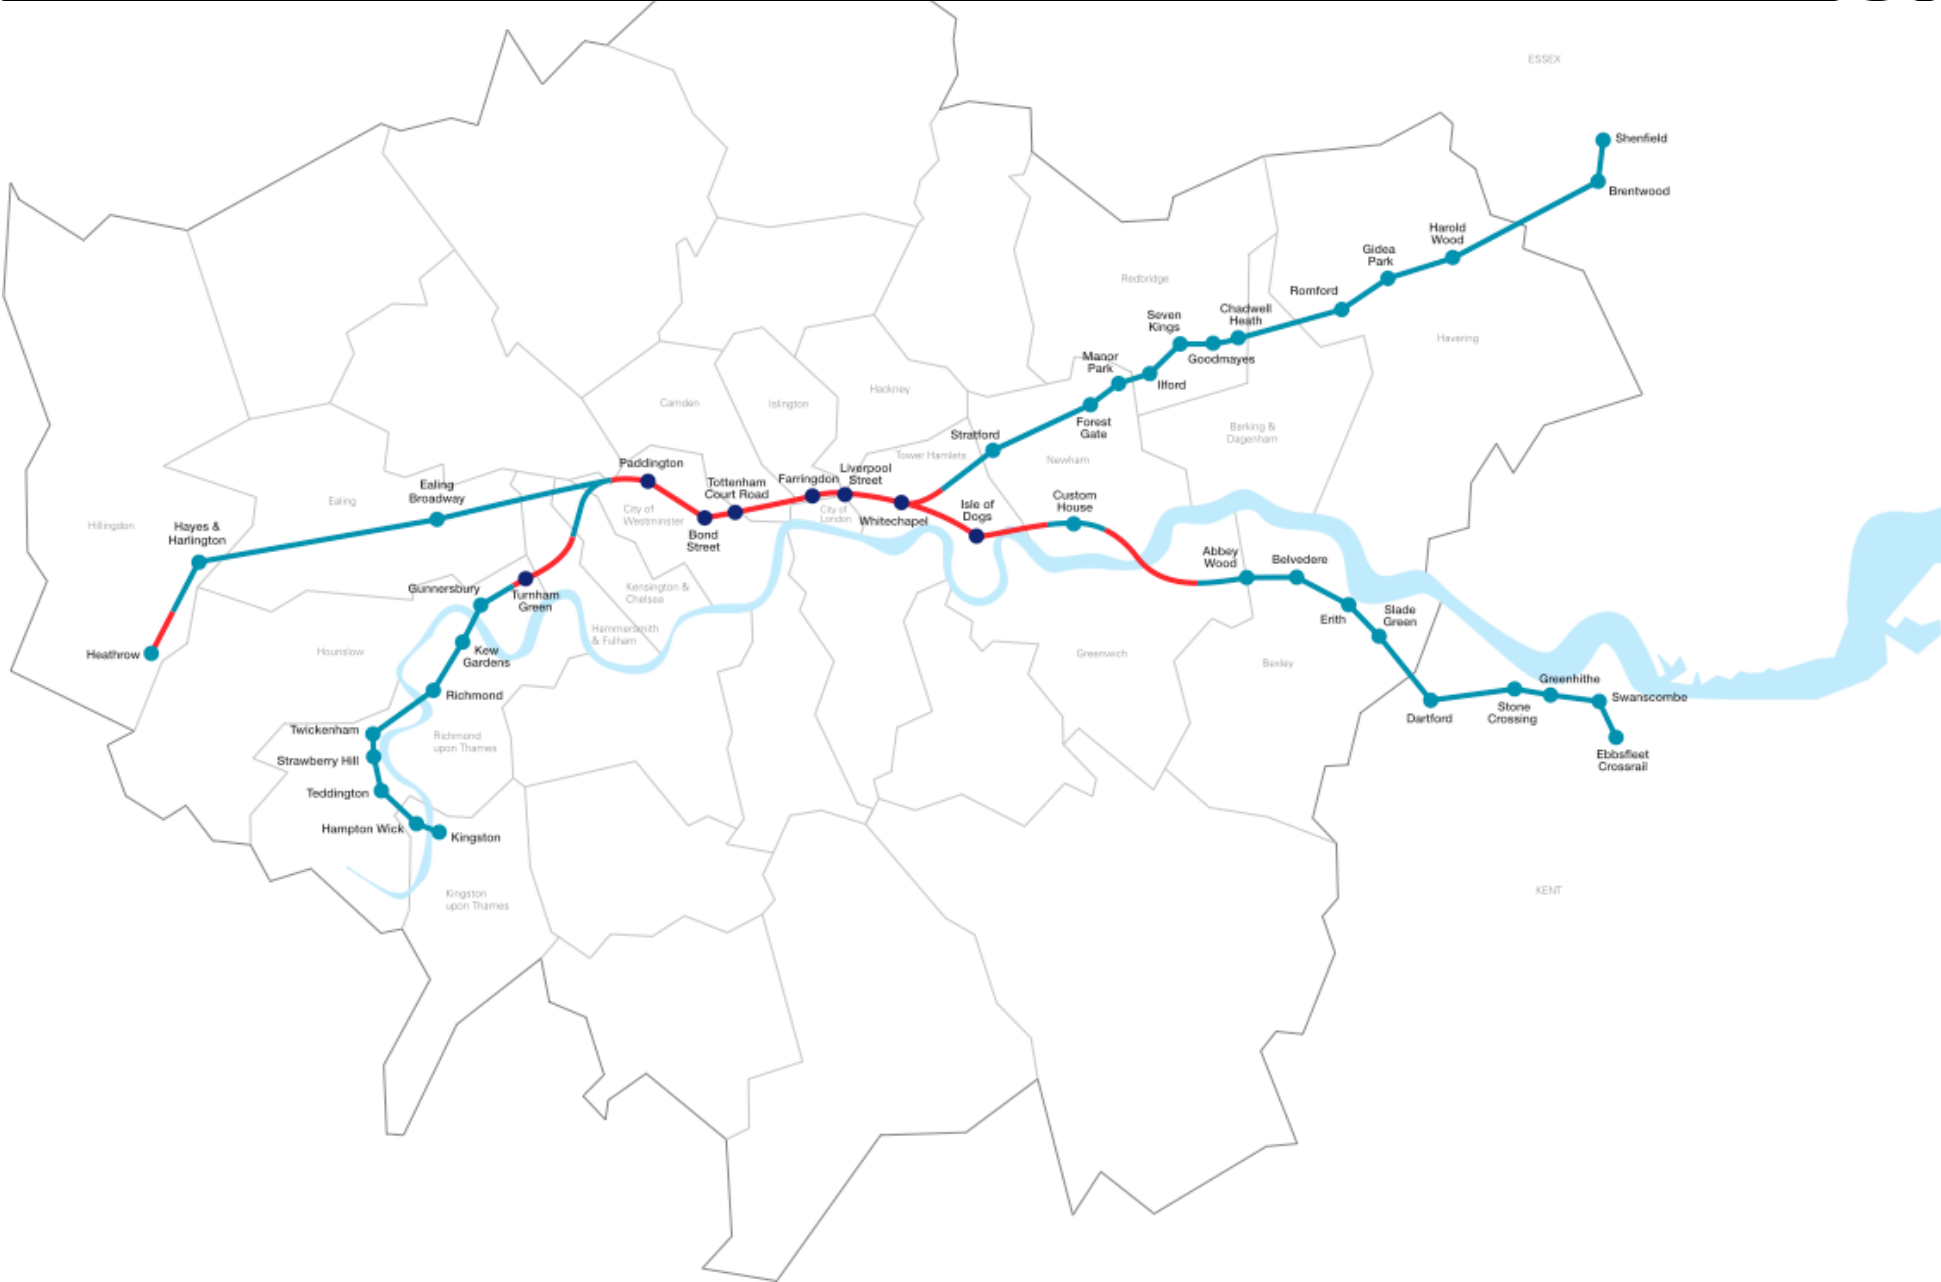 ESSEX
Shenfield
Brentwood
Harold
Wood
Gidea
Park
Romford
Redbridge
Chadwell
Heath
Seven
Kings
Goodmayes
Havering
Manor
Park
Ilford
Hackney
Camden
Islington
Forest
Gate
Barking &
Dagenham
Stratford
Tower Hamlets
Newham
Paddington
Liverpool
Street
Farringdon
Tottenham
Court Road
Ealing
Broadway
Ealing
Hillingdon
Hayes &
Harlington
City of
Westminster
City of
London
Whitechapel
Isle of
Dogs
Custom
House
Bond
Street
Abbey
Wood
Belvedere
Gunnersbury
Turnham
Green
Kensington &
Chelsea
Hammersmith
& Fulham
Erith
Slade
Green
Heathrow
Hounslow
Kew
Gardens
Greenwich
Bexley
Richmond
Greenhithe
Swanscombe
Dartford
Stone
Crossing
Twickenham
Richmond
upon Thames
Strawberry Hill
Ebbsfleet
Crossrail
Teddington
Hampton Wick
Kingston
Kingston
upon Thames
KENT